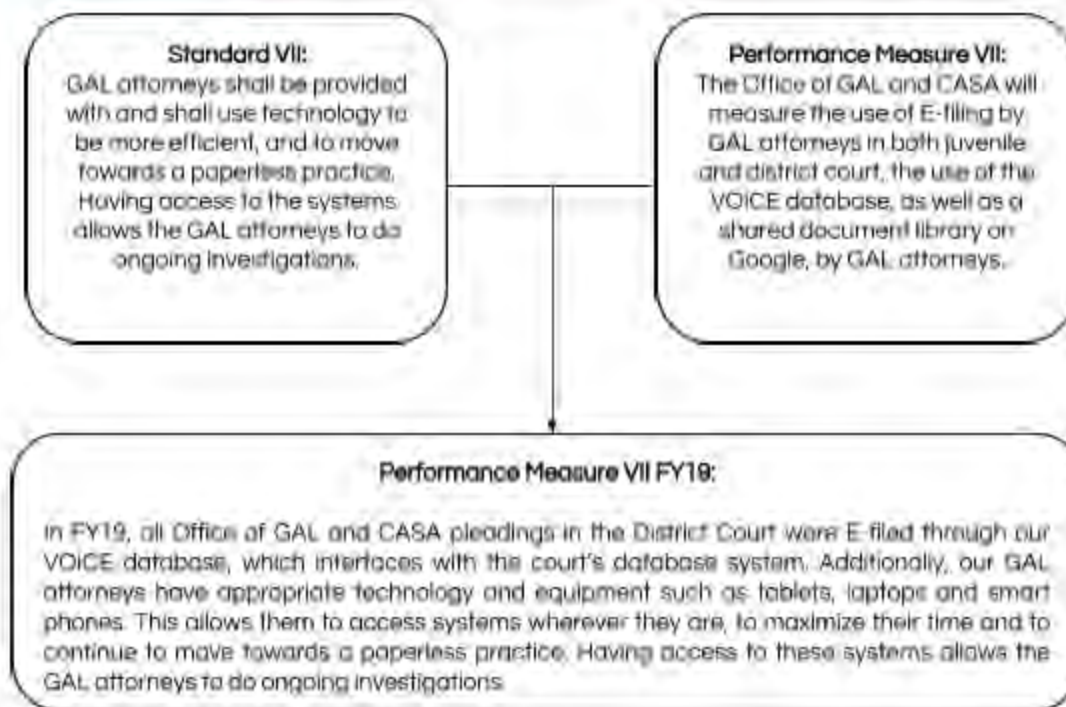 Standard VII:
GAL attorneys shall be provided
with and shall use technology to
be more efficient, and to move
towards a paperless practice.
Having access to the systems
allows the GAL attorneys to do
ongoing investigations.
Performance Measure VII:
The Office of GAL and CASA will
measure the use of E-filing by
GAL attorneys in both juvenile
and district court, the use of the
VOICE database, as well as a
shared document library on
Google, by GAL attorneys.
Performance Measure VII FY19:
In FY19, all Office of GAL and CASA pleadings in the District Court were E-filed through our
VOICE database, which interfaces with the court's database system. Additionally, our GAL
attorneys have appropriate technology and equipment such as tablets, laptops and smart
phones. This allows them to access systems wherever they are, to maximize their time and to
continue to move towards a paperless practice. Having access to these systems allows the
GAL attorneys to do ongoing investigations.